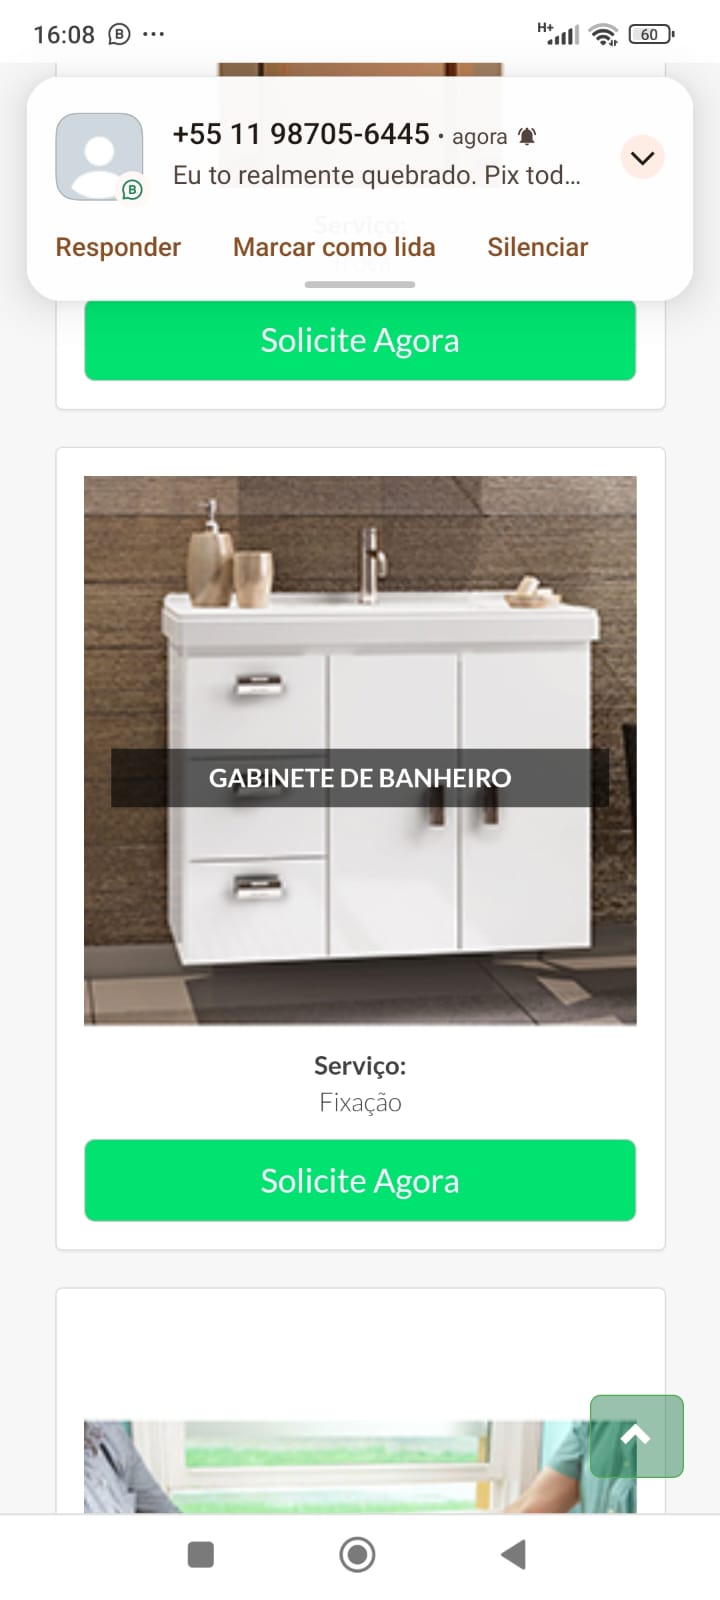 16:08
H+
60
+55 11 98705-6445 • agora
Eu to realmente quebrado. Pix tod...
Serviço:
Responder Marcar como lida Silenciar
Solicite Agora
GABINETE DE BANHEIRO
Serviço:
Fixação
Solicite Agora